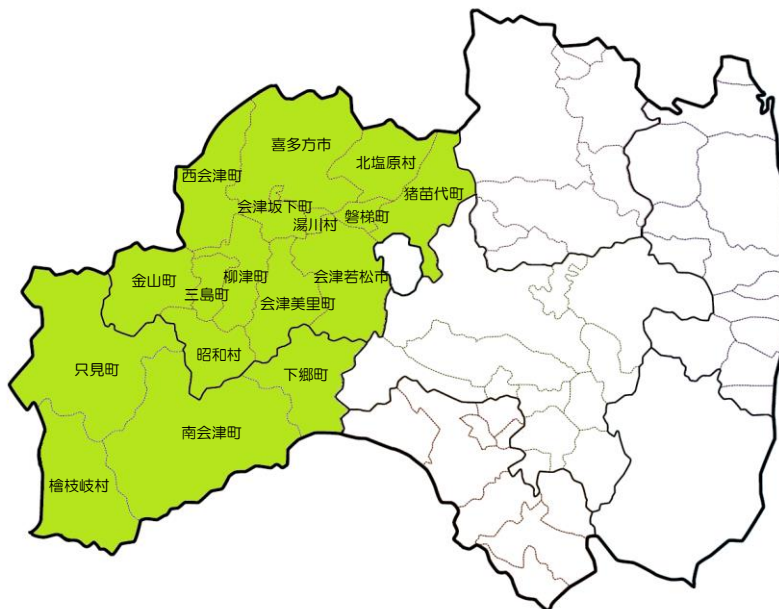 喜多方市
北塩原村
西会津町
猪苗代町
会津坂下町
磐梯町
湯川村
会津若松市
柳津町
金山町
三島町
会津美里町
昭和村
只見町
下郷町
南会津町
檜枝岐村